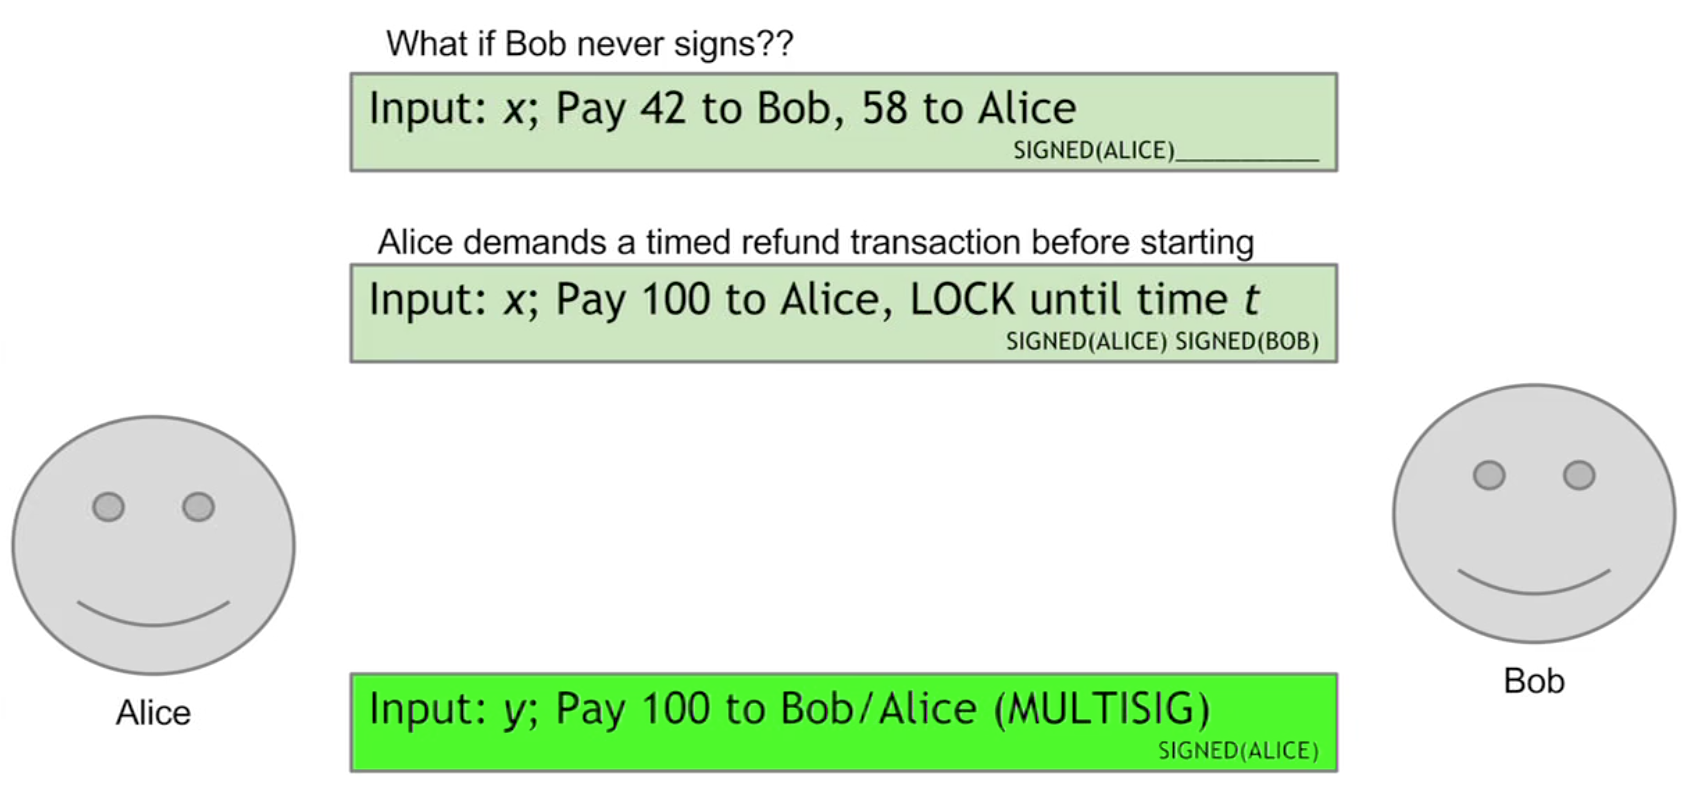 What if Bob never signs??
Input: x; Pay 42 to Bob, 58 to Alice
SIGNED(ALICE)___________
Alice demands a timed refund transaction before starting
Input: x; Pay 100 to Alice, LOCK until time t
SIGNED(ALICE) SIGNED(BOB)
Alice
Bob
Input: y; Pay 100 to Bob/Alice (MULTISIG)
SIGNED(ALICE)